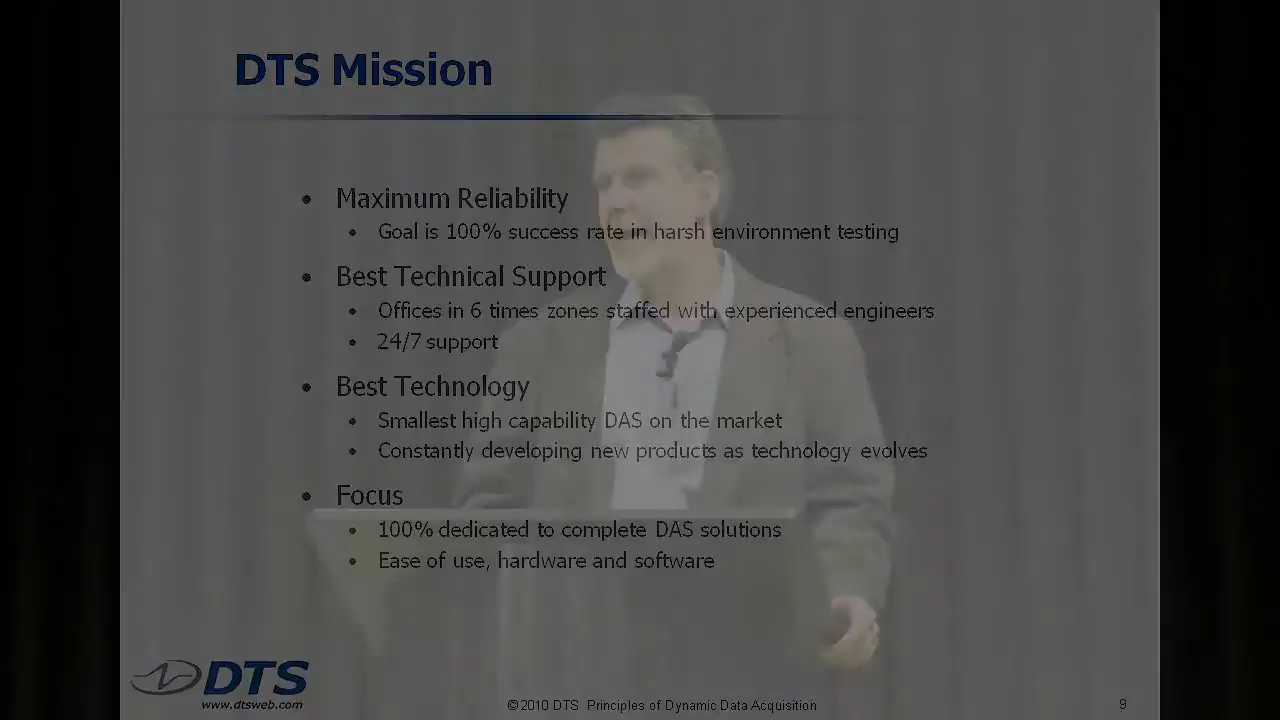 DTS Mission
• Maximum Reliability
• Goal is 100% success rate in harsh environment testing
• Best Technical Support
• Offices in 6 times zones staffed with experienced engineers
• 24/7 support
• Best Technology
• Smallest high capability DAS on the market
• Constantly developing new products as technology evolves
• Focus
• 100% dedicated to complete DAS solutions
• Ease of use, hardware and software
DTS
www.dtsweb.com
©2010 DTS Principles of Dynamic Data Acquisition
9